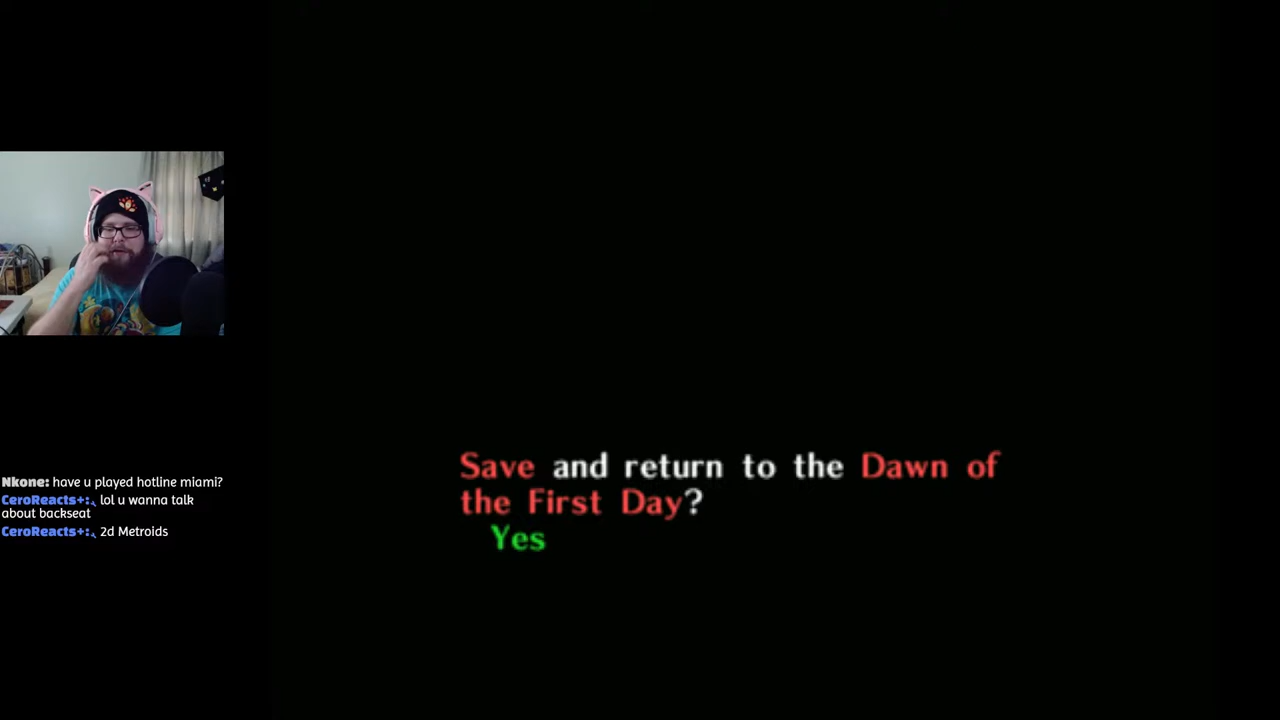 Nkone: have u played hotline miami?
CeroReacts+: lol u wanna talk
about backseat
CeroReacts+: 2d Metroids
Save and return to the Dawn of
the First Day?
Yes